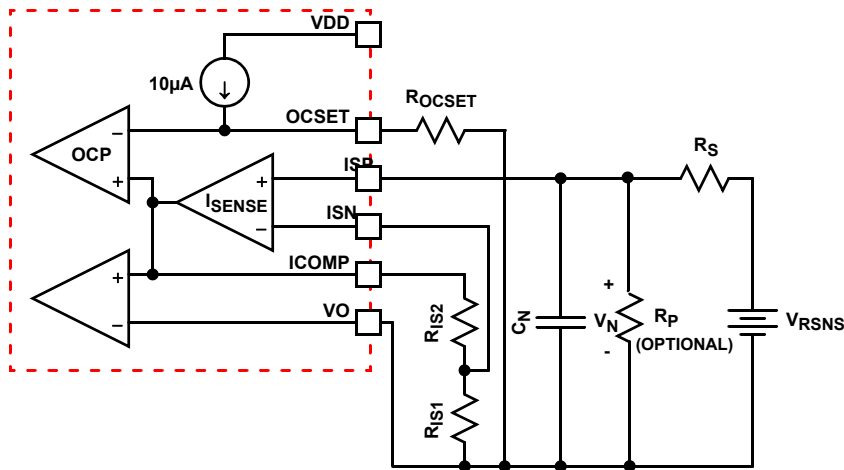 VDD
10µA
OCSET
ROCSET
OCP
ISP
RS
ISENSE
ISN
ICOMP
VO
RIS2
RIS1
CN
VN
RP
(OPTIONAL)
VRSNS
+
-
−
+
+
−
+
−